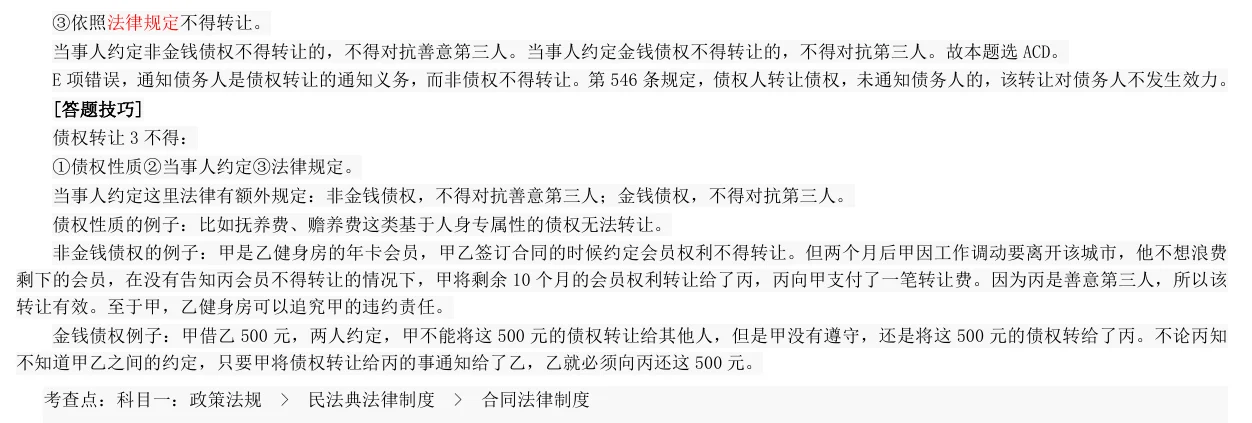 ③依照法律规定不得转让。
当事人约定非金钱债权不得转让的，不得对抗善意第三人。当事人约定金钱债权不得转让的，不得对抗第三人。故本题选 ACD。
E 项错误，通知债务人是债权转让的通知义务，而非债权不得转让。第 546 条规定，债权人转让债权，未通知债务人的，该转让对债务人不发生效力。
[答题技巧]
债权转让 3 不得：
①债权性质②当事人约定③法律规定。
当事人约定这里法律有额外规定：非金钱债权，不得对抗善意第三人；金钱债权，不得对抗第三人。
债权性质的例子：比如抚养费、赡养费这类基于人身专属性的债权无法转让。
非金钱债权的例子：甲是乙健身房的年卡会员，甲乙签订合同的时候约定会员权利不得转让。但两个月后甲因工作调动要离开该城市，他不想浪费
剩下的会员，在没有告知丙会员不得转让的情况下，甲将剩余 10 个月的会员权利转让给了丙，丙向甲支付了一笔转让费。因为丙是善意第三人，所以该
转让有效。至于甲，乙健身房可以追究甲的违约责任。
金钱债权例子：甲借乙 500 元，两人约定，甲不能将这 500 元的债权转让给其他人，但是甲没有遵守，还是将这 500 元的债权转给了丙。不论丙知
不知道甲乙之间的约定，只要甲将债权转让给丙的事通知给了乙，乙就必须向丙还这 500 元。
考查点：科目一：政策法规 > 民法典法律制度 > 合同法律制度